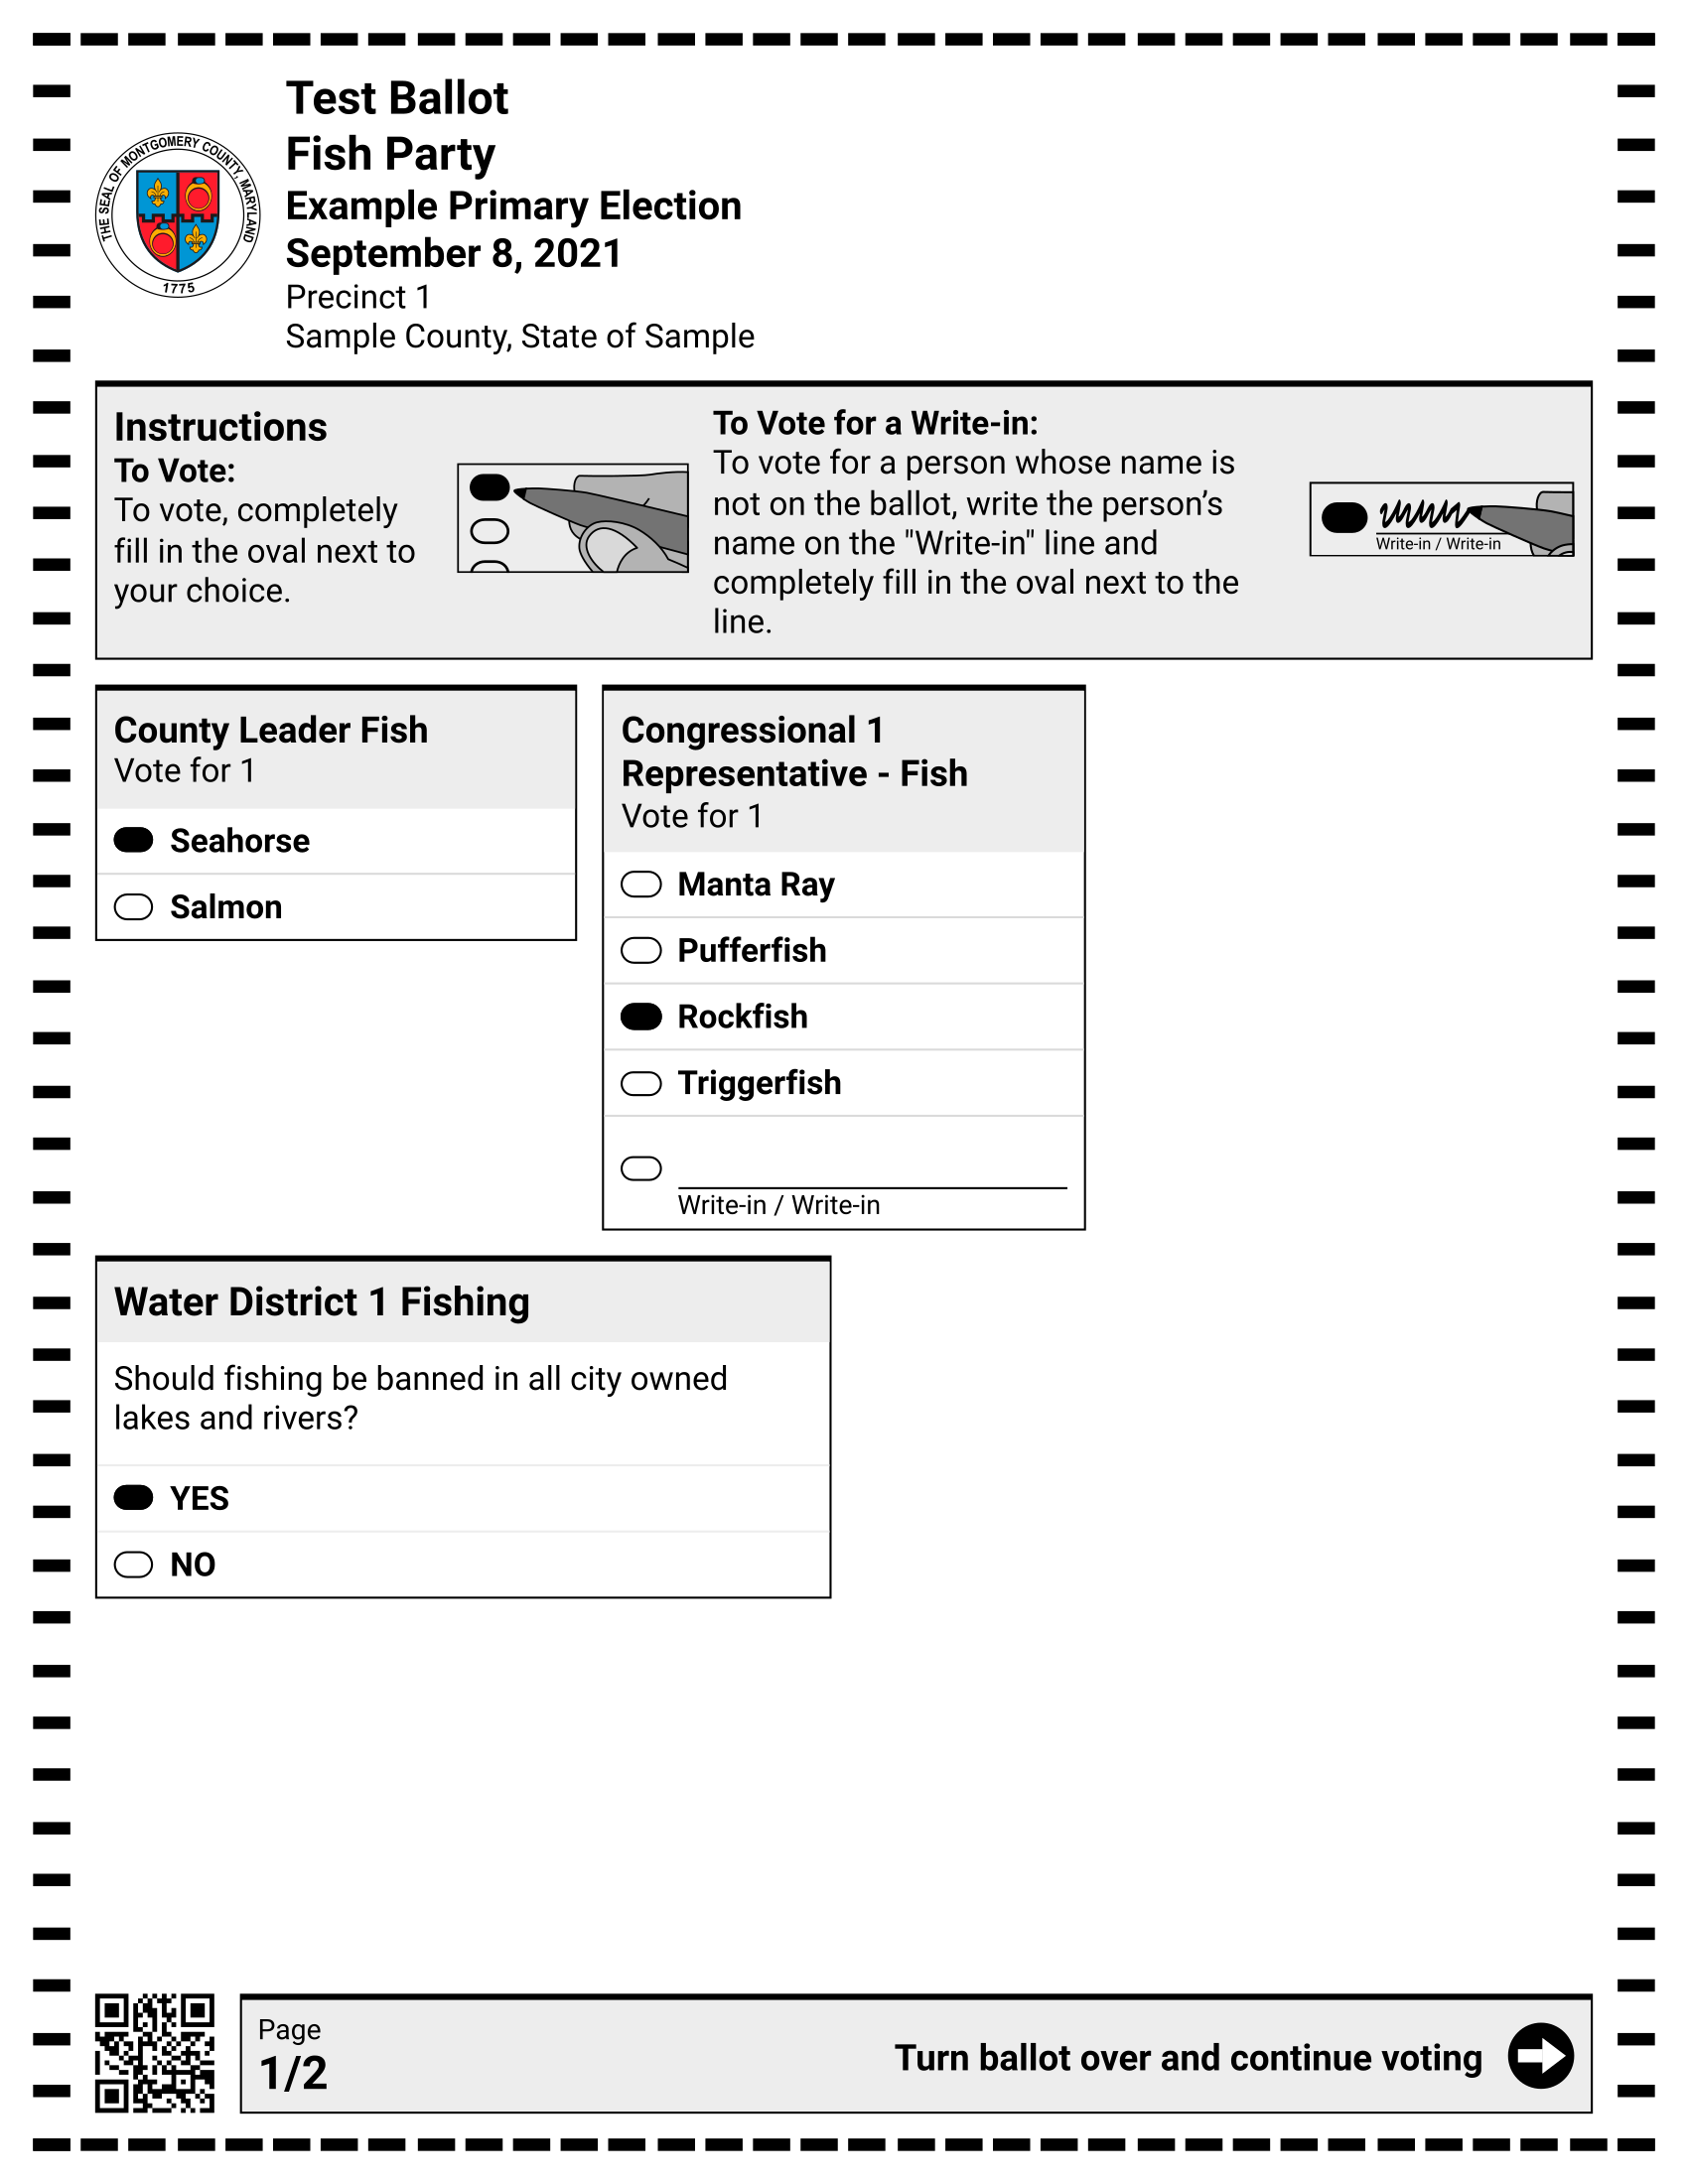 Test Ballot
Fish Party
Example Primary Election
September 8, 2021
Precinct 1
Sample County, State of Sample
THE SEAL OF MONTGOMERY COUNTY, MARYLAND
1775
Instructions
To Vote:
To vote, completely
fill in the oval next to
your choice.
To Vote for a Write-in:
To vote for a person whose name is
not on the ballot, write the person’s
name on the "Write-in" line and
completely fill in the oval next to the
line.
Write-in / Write-in
County Leader Fish
Vote for 1
Seahorse
Salmon
Congressional 1
Representative - Fish
Vote for 1
Manta Ray
Pufferfish
Rockfish
Triggerfish
Write-in / Write-in
Water District 1 Fishing
Should fishing be banned in all city owned
lakes and rivers?
YES
NO
Page
1/2
Turn ballot over and continue voting